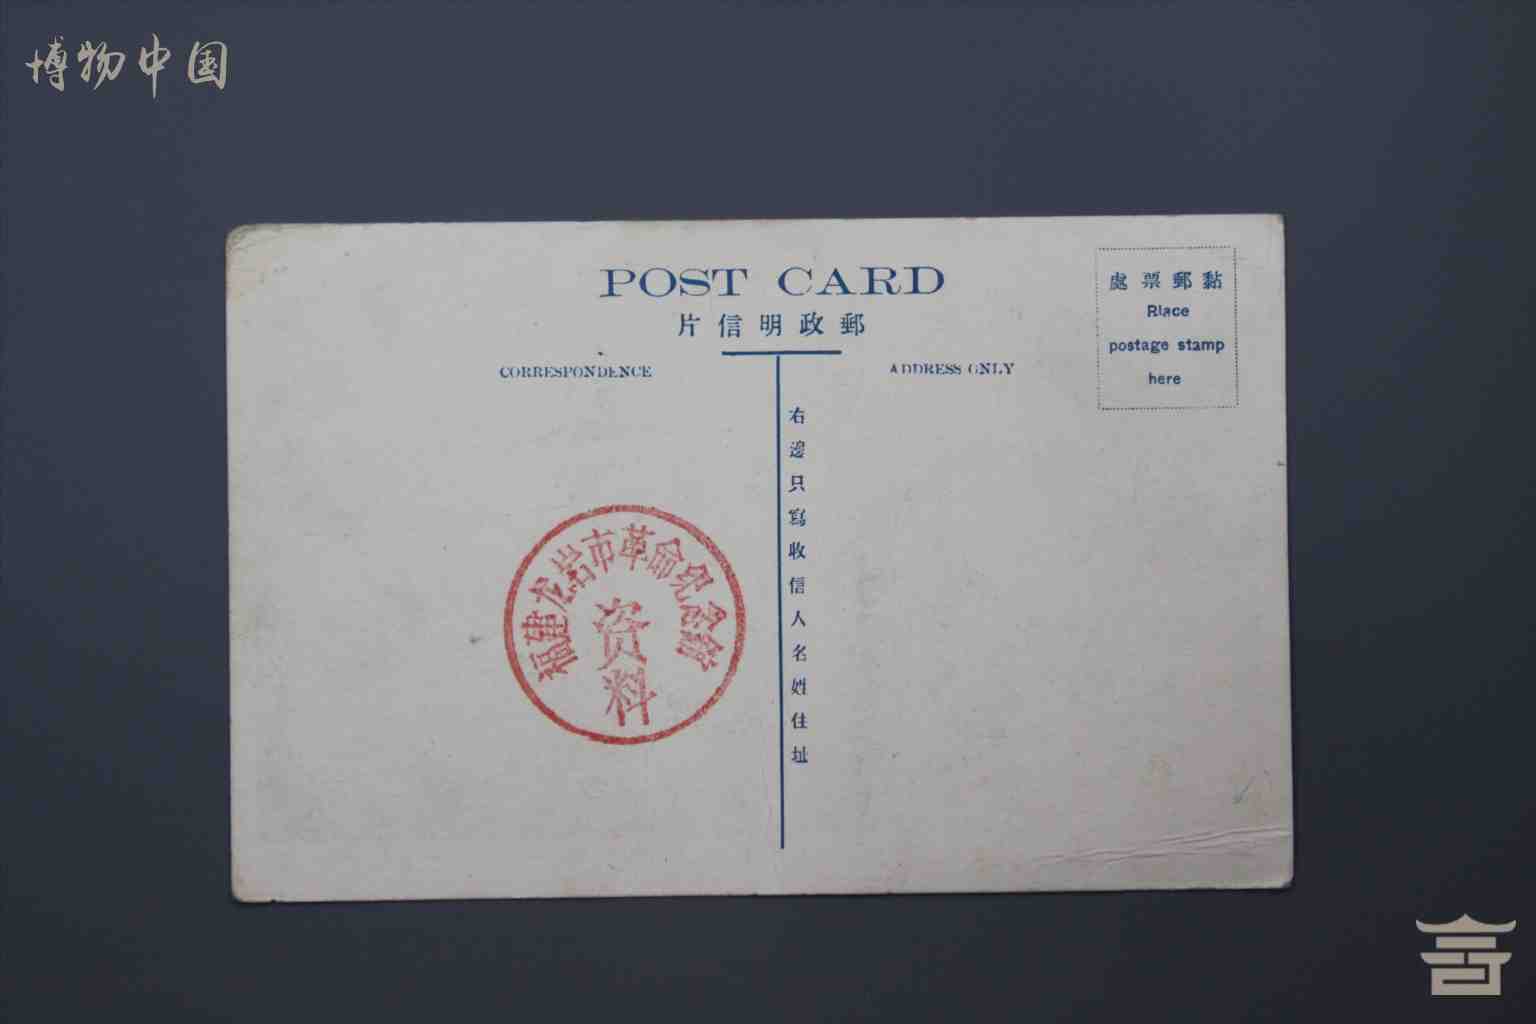 博物中国
POST CARD
片信明政郵
CORRESPONDENCE
ADDRESS ONLY
處票郵黏
Rlace
postage stamp
here
右邊只寫收信人名姓住址
福建龙岩市革命纪念馆
资料